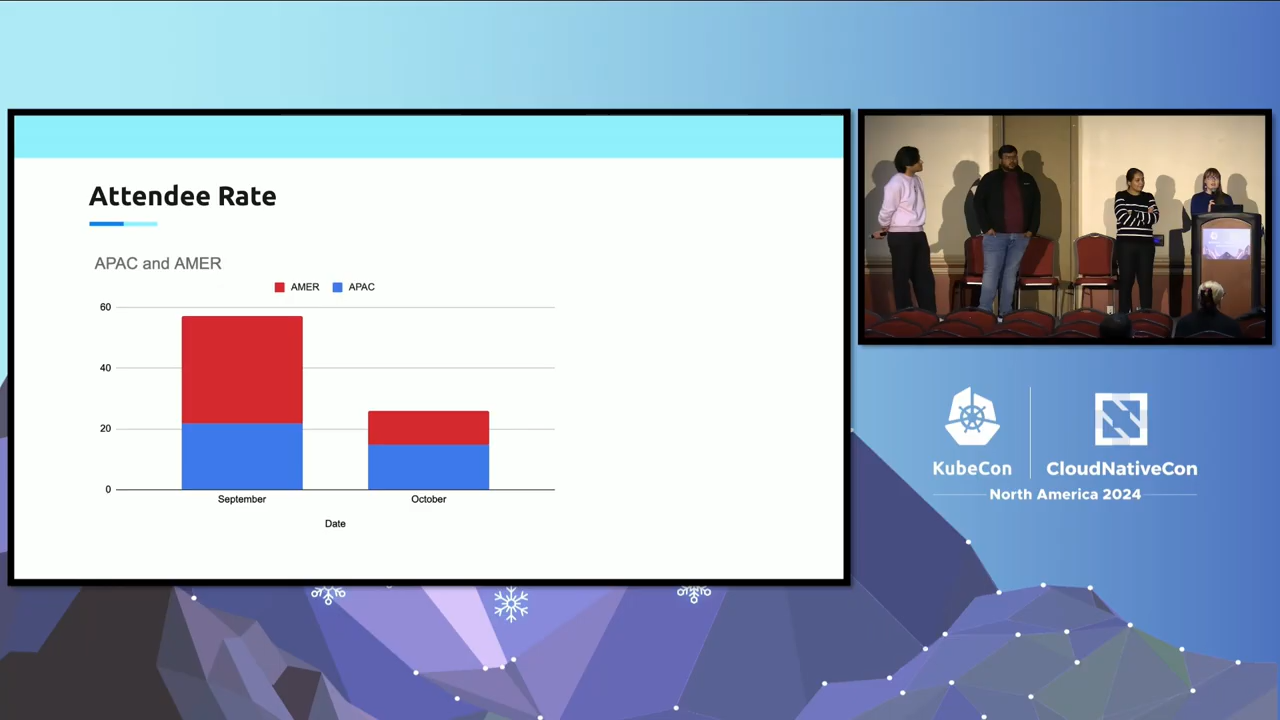 Attendee Rate
APAC and AMER
AMER APAC
60
40
20
0
September October
Date
KubeCon CloudNativeCon
North America 2024